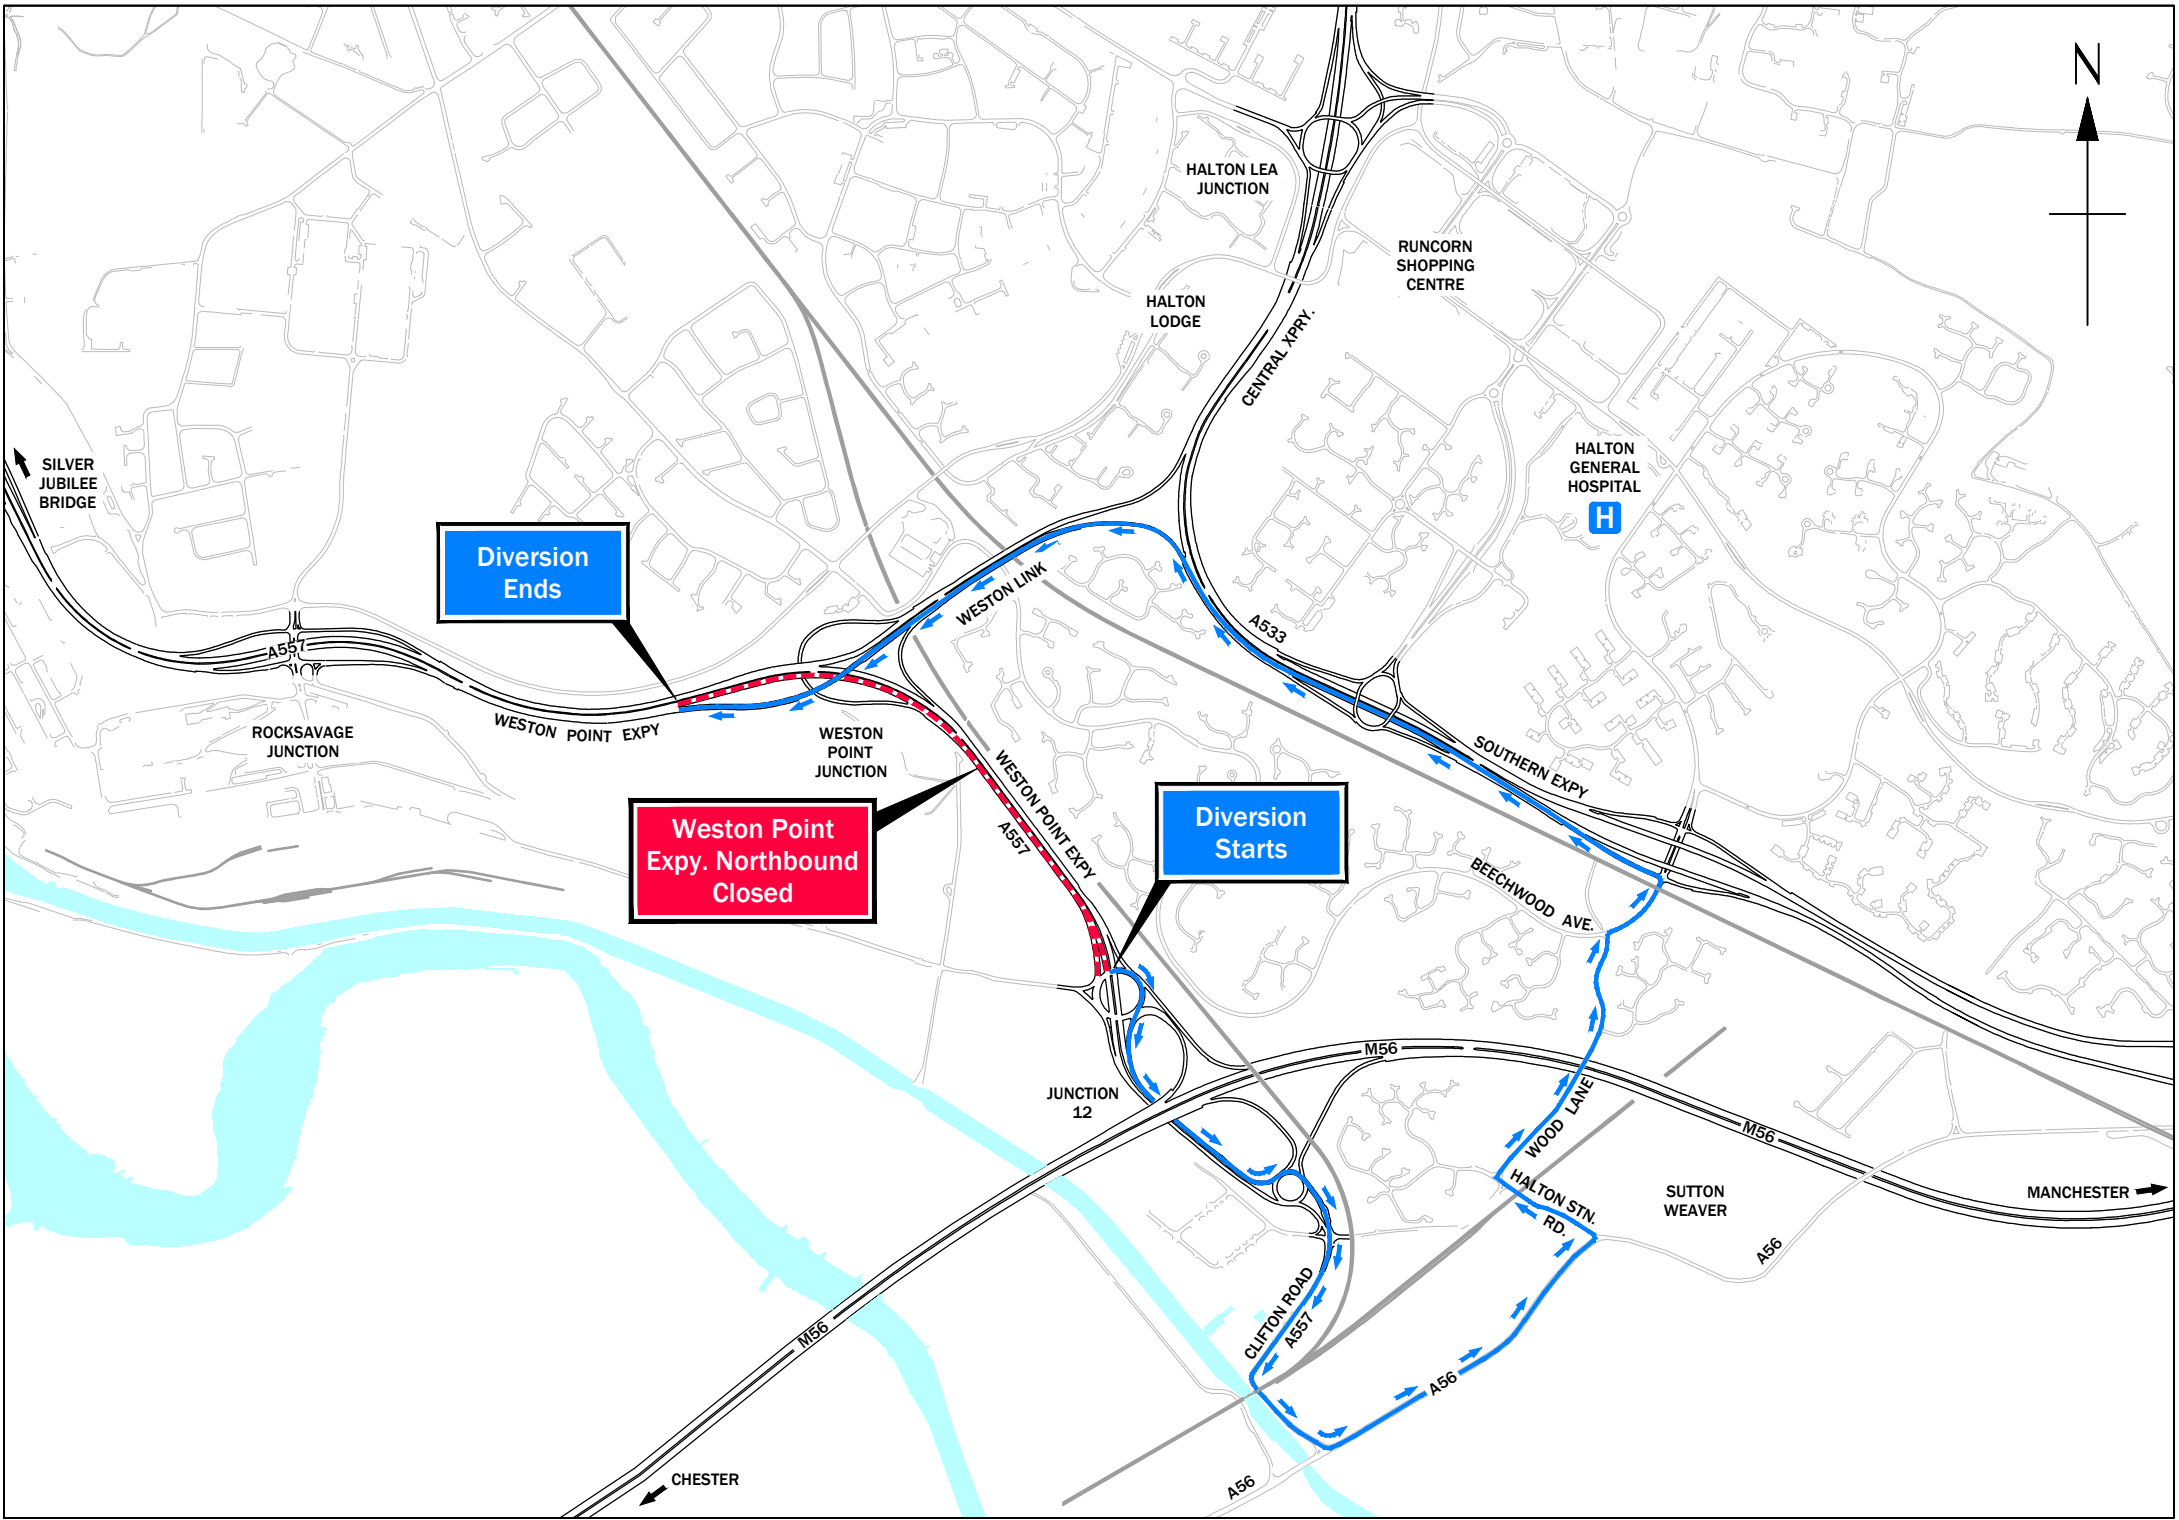 N
HALTON LEA
JUNCTION
RUNCORN
SHOPPING
CENTRE
HALTON
LODGE
CENTRAL XPRY.
SILVER
JUBILEE
BRIDGE
HALTON
GENERAL
HOSPITAL
H
Diversion
Ends
WESTON LINK
A533
A557
WESTON POINT EXPY
ROCKSAVAGE
JUNCTION
WESTON
POINT
JUNCTION
WESTON POINT EXPY
A557
SOUTHERN EXPY
Weston Point
Expy. Northbound
Closed
Diversion
Starts
BEECHWOOD AVE.
M56
JUNCTION
12
WOOD LANE
M56
HALTON STN.
RD.
SUTTON
WEAVER
MANCHESTER
A56
CLIFTON ROAD
A557
M56
A56
A56
CHESTER